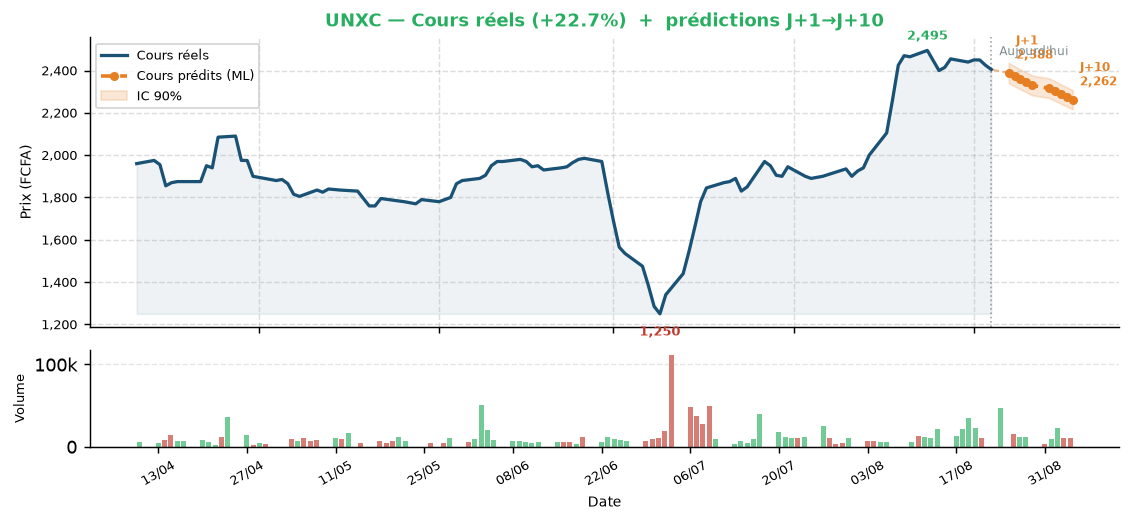 UNXC — Cours réels (+22.7%) + prédictions J+1→J+10
Cours réels
Cours prédits (ML)
IC 90%
2,495
J+1
2,388
Aujourd'hui
J+10
2,262
1,250
Prix (FCFA)
2,400
2,200
2,000
1,800
1,600
1,400
1,200
Volume
100k
0
13/04
27/04
11/05
25/05
08/06
22/06
06/07
20/07
03/08
17/08
31/08
Date